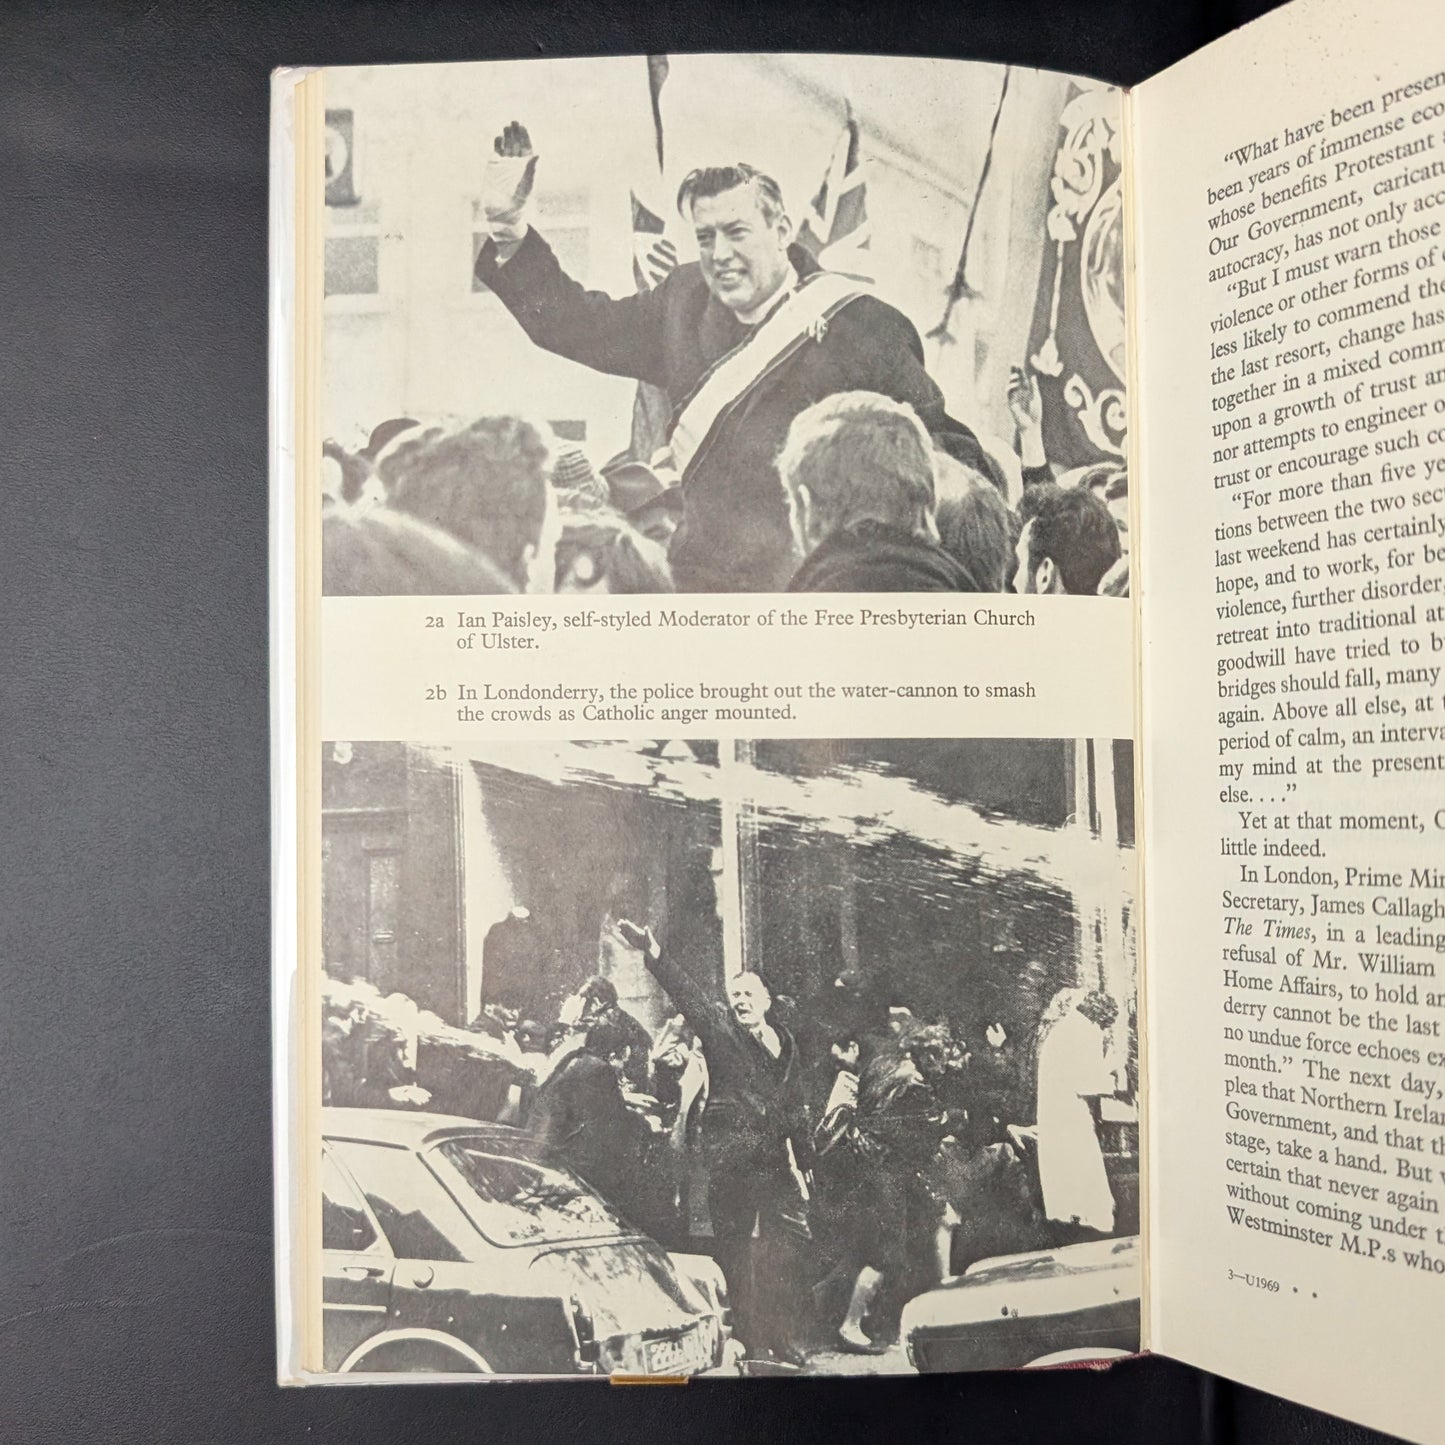 2a Ian Paisley, self-styled Moderator of the Free Presbyterian Church
of Ulster.
2b In Londonderry, the police brought out the water-cannon to smash
the crowds as Catholic anger mounted.
“What have been presen
been years of immense eco
whose benefits Protestant
Our Government, caricatu
autocracy, has not only acc
“But I must warn those
violence or other forms of
less likely to commend the
the last resort, change has
together in a mixed comm
upon a growth of trust an
nor attempts to engineer o
trust or encourage such co
“For more than five ye
tions between the two sec
last weekend has certainly
hope, and to work, for be
violence, further disorder,
retreat into traditional at
goodwill have tried to b
bridges should fall, many
again. Above all else, at t
period of calm, an interva
my mind at the present
else. . . .”
Yet at that moment, C
little indeed.
In London, Prime Min
Secretary, James Callagh
The Times, in a leading
refusal of Mr. William
Home Affairs, to hold an
derry cannot be the last
no undue force echoes ex
month.” The next day,
plea that Northern Irelan
Government, and that th
stage, take a hand. But w
certain that never again
without coming under t
Westminster M.P.s who
3—U1969 * *